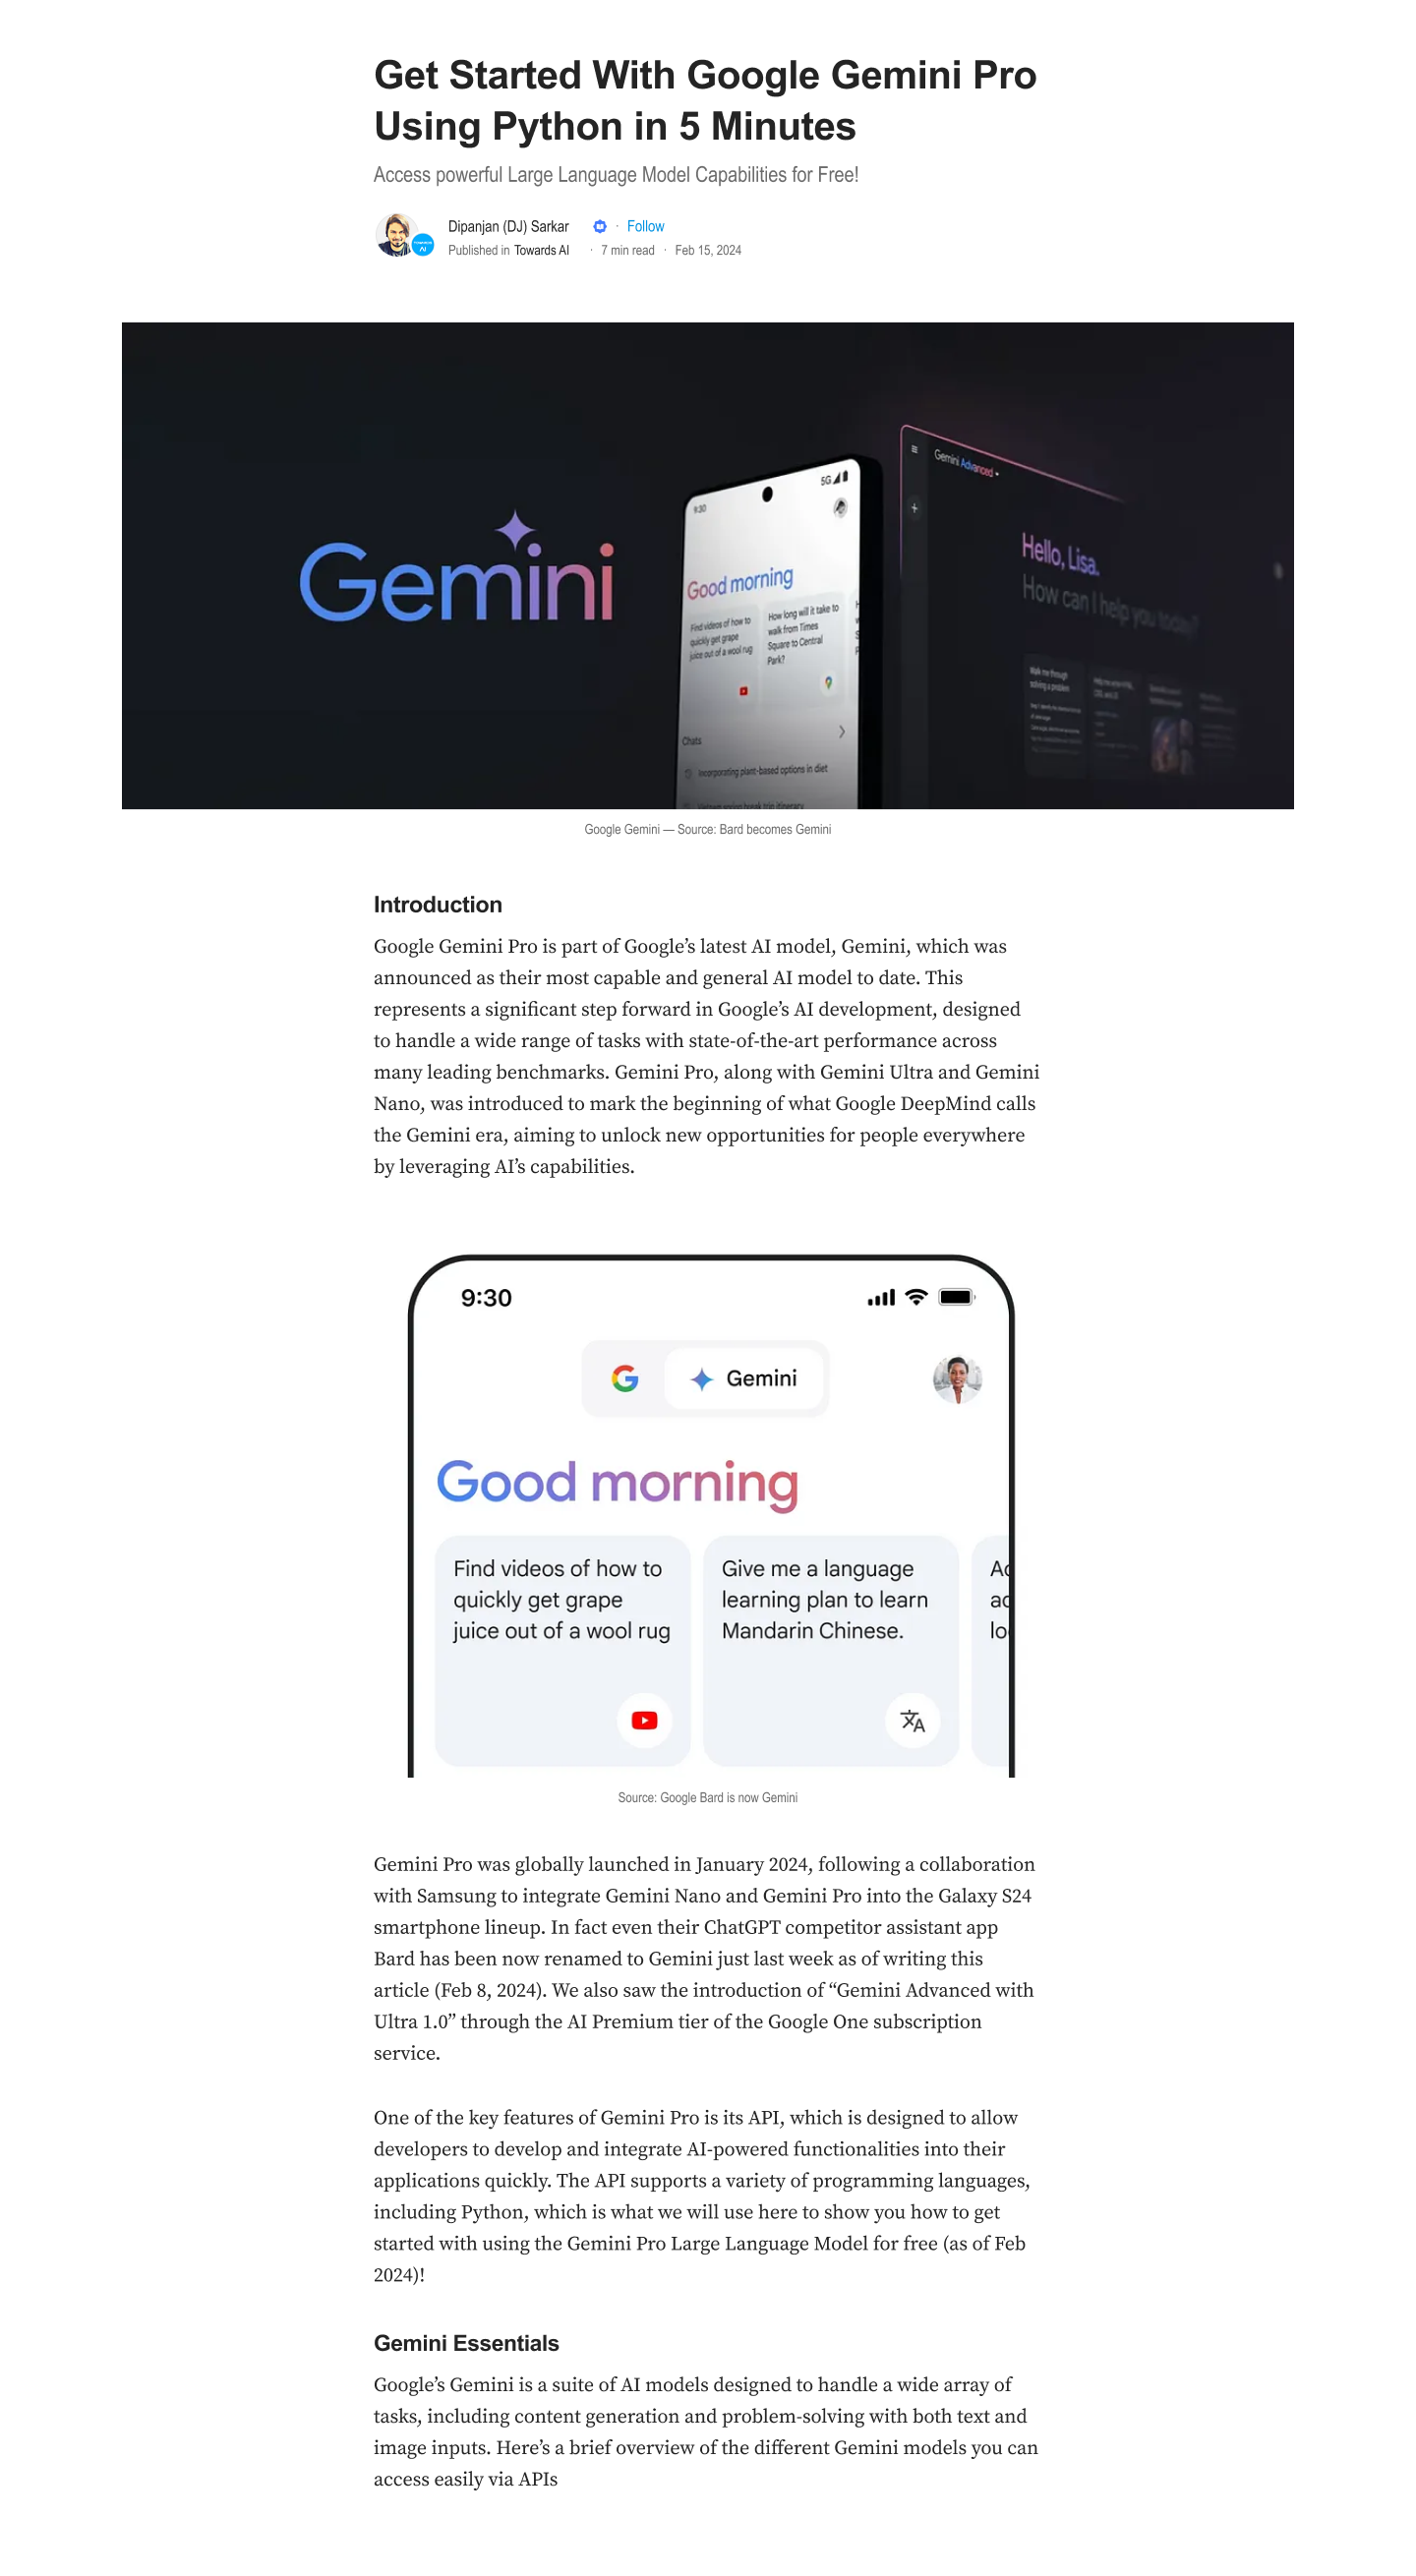 Get Started With Google Gemini Pro
Using Python in 5 Minutes
Access powerful Large Language Model Capabilities for Free!
Dipanjan (DJ) Sarkar · Follow
Published in Towards AI · 7 min read · Feb 15, 2024
Gemini
9:30
5G
Good morning
Find videos of how to
quickly get grape
juice out of a wool rug
How long will it take to
walk from Times
Square to Central
Park?
Chats
Incorporating plant-based options in diet
Vietnam spring break trip itinerary
Gemini Advanced
Hello, Lisa.
How can I help you today?
Walk me through
solving a problem
Google Gemini — Source: Bard becomes Gemini
Introduction
Google Gemini Pro is part of Google’s latest AI model, Gemini, which was
announced as their most capable and general AI model to date. This
represents a significant step forward in Google’s AI development, designed
to handle a wide range of tasks with state-of-the-art performance across
many leading benchmarks. Gemini Pro, along with Gemini Ultra and Gemini
Nano, was introduced to mark the beginning of what Google DeepMind calls
the Gemini era, aiming to unlock new opportunities for people everywhere
by leveraging AI’s capabilities.
9:30
G Gemini
Good morning
Find videos of how to
quickly get grape
juice out of a wool rug
Give me a language
learning plan to learn
Mandarin Chinese.
Source: Google Bard is now Gemini
Gemini Pro was globally launched in January 2024, following a collaboration
with Samsung to integrate Gemini Nano and Gemini Pro into the Galaxy S24
smartphone lineup. In fact even their ChatGPT competitor assistant app
Bard has been now renamed to Gemini just last week as of writing this
article (Feb 8, 2024). We also saw the introduction of “Gemini Advanced with
Ultra 1.0” through the AI Premium tier of the Google One subscription
service.
One of the key features of Gemini Pro is its API, which is designed to allow
developers to develop and integrate AI-powered functionalities into their
applications quickly. The API supports a variety of programming languages,
including Python, which is what we will use here to show you how to get
started with using the Gemini Pro Large Language Model for free (as of Feb
2024)!
Gemini Essentials
Google’s Gemini is a suite of AI models designed to handle a wide array of
tasks, including content generation and problem-solving with both text and
image inputs. Here’s a brief overview of the different Gemini models you can
access easily via APIs